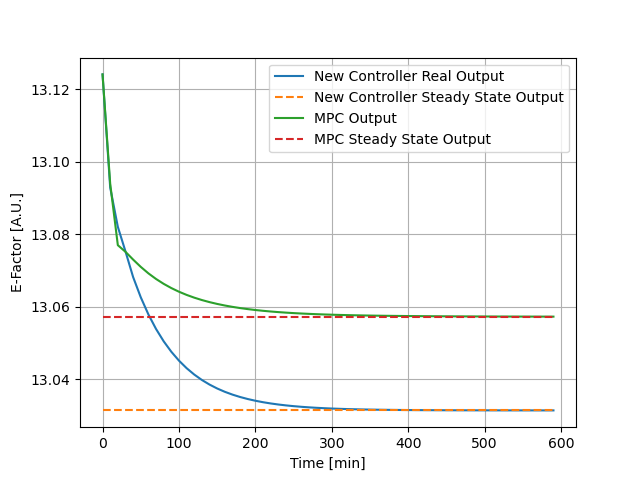 New Controller Real Output
New Controller Steady State Output
MPC Output
MPC Steady State Output
13.12
13.10
13.08
13.06
13.04
E-Factor [A.U.]
0 100 200 300 400 500 600
Time [min]